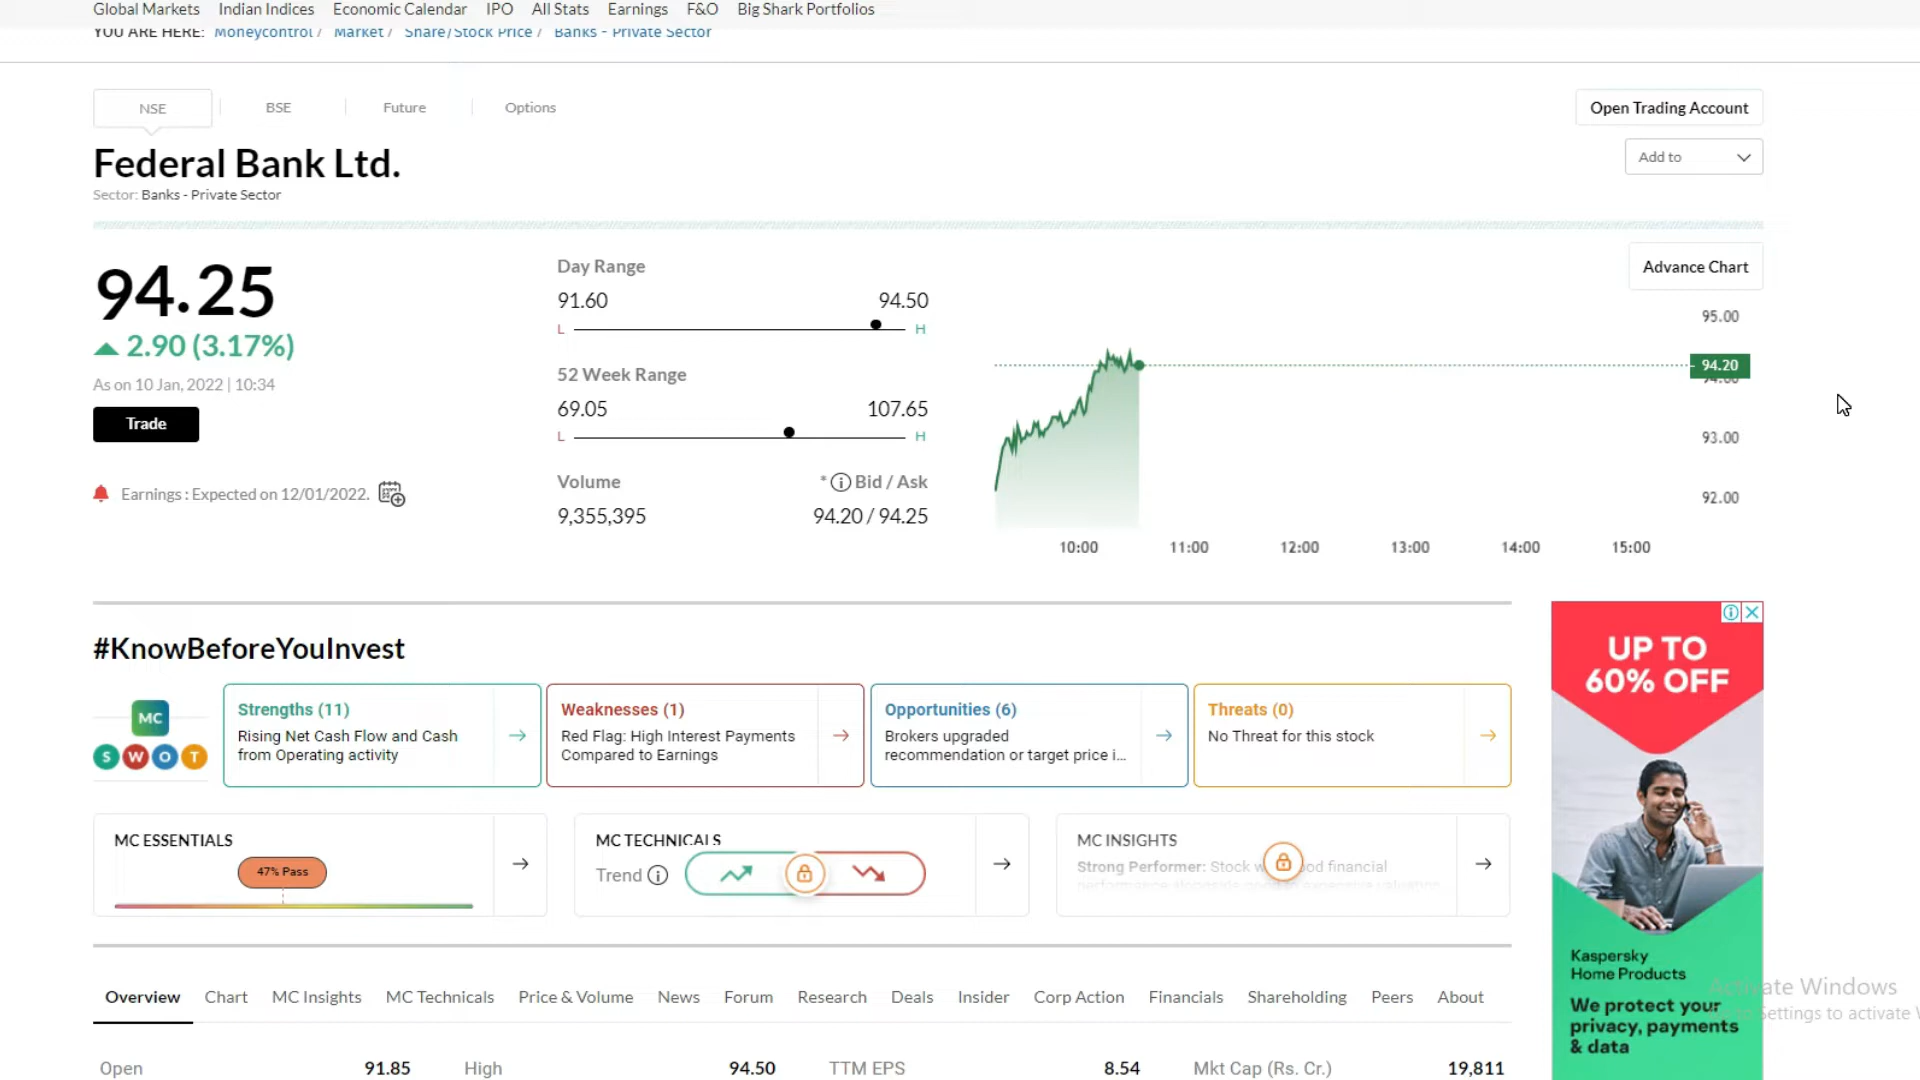 Global Markets Indian Indices Economic Calendar IPO All Stats Earnings F&O Big Shark Portfolios
YOU ARE HERE: Moneycontrol / Market / Share/Stock Price / Banks - Private Sector
NSE BSE Future Options
Open Trading Account
Federal Bank Ltd.
Add to
Sector: Banks - Private Sector
94.25
2.90 (3.17%)
As on 10 Jan, 2022 | 10:34
Trade
Earnings : Expected on 12/01/2022.
Day Range
91.60 94.50
L H
52 Week Range
69.05 107.65
L H
Volume * Bid / Ask
9,355,395 94.20 / 94.25
Advance Chart
95.00
94.20
94.00
93.00
92.00
10:00 11:00 12:00 13:00 14:00 15:00
#KnowBeforeYouInvest
MC
S W O T
Strengths (11)
Rising Net Cash Flow and Cash
from Operating activity
Weaknesses (1)
Red Flag: High Interest Payments
Compared to Earnings
Opportunities (6)
Brokers upgraded
recommendation or target price i...
Threats (0)
No Threat for this stock
MC ESSENTIALS
47% Pass
MC TECHNICALS
Trend
MC INSIGHTS
Strong Performer: Stock financial
UP TO
60% OFF
Kaspersky
Home Products
We protect your
privacy, payments
& data
Activate Windows
Settings to activate
Overview Chart MC Insights MC Technicals Price & Volume News Forum Research Deals Insider Corp Action Financials Shareholding Peers About
Open 91.85 High 94.50 TTM EPS 8.54 Mkt Cap (Rs. Cr.) 19,811